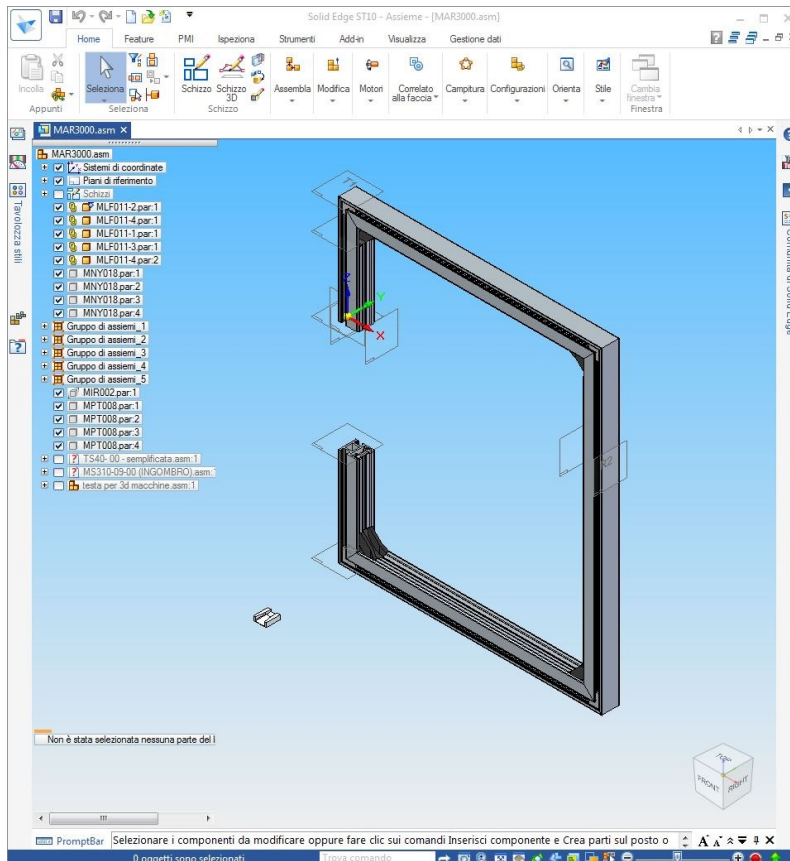 Solid Edge ST10 - Assieme - [MAR3000.asm]
Home Feature PMI Ispeziona Strumenti Add-in Visualizza Gestione dati
Incolla Seleziona Schizzo Schizzo 3D Assembla Modifica Motori Correlato alla faccia Campitura Configurazioni Orienta Stile Cambia finestra
Appunti Seleziona Schizzo Finestra
MAR3000.asm
Tavolozza stili
MAR3000.asm
Sistemi di coordinate
Piani di riferimento
Schizzi
MLF011-2.par:1
MLF011-4.par:1
MLF011-1.par:1
MLF011-3.par:1
MLF011-4.par:2
MNY018.par:1
MNY018.par:2
MNY018.par:3
MNY018.par:4
Gruppo di assiemi_1
Gruppo di assiemi_2
Gruppo di assiemi_3
Gruppo di assiemi_4
Gruppo di assiemi_5
MIR002.par:1
MPT008.par:1
MPT008.par:2
MPT008.par:3
MPT008.par:4
TS40- 00 - semplificata.asm:1
MS310-09-00 (INGOMBRO).asm:
testa per 3d macchine.asm:1
Z
Y
X
Non è stata selezionata nessuna parte del l
TOP
FRONT RIGHT
PromptBar Selezionare i componenti da modificare oppure fare clic sui comandi Inserisci componente e Crea parti sul posto o
0 oggetti sono selezionati Trova comando